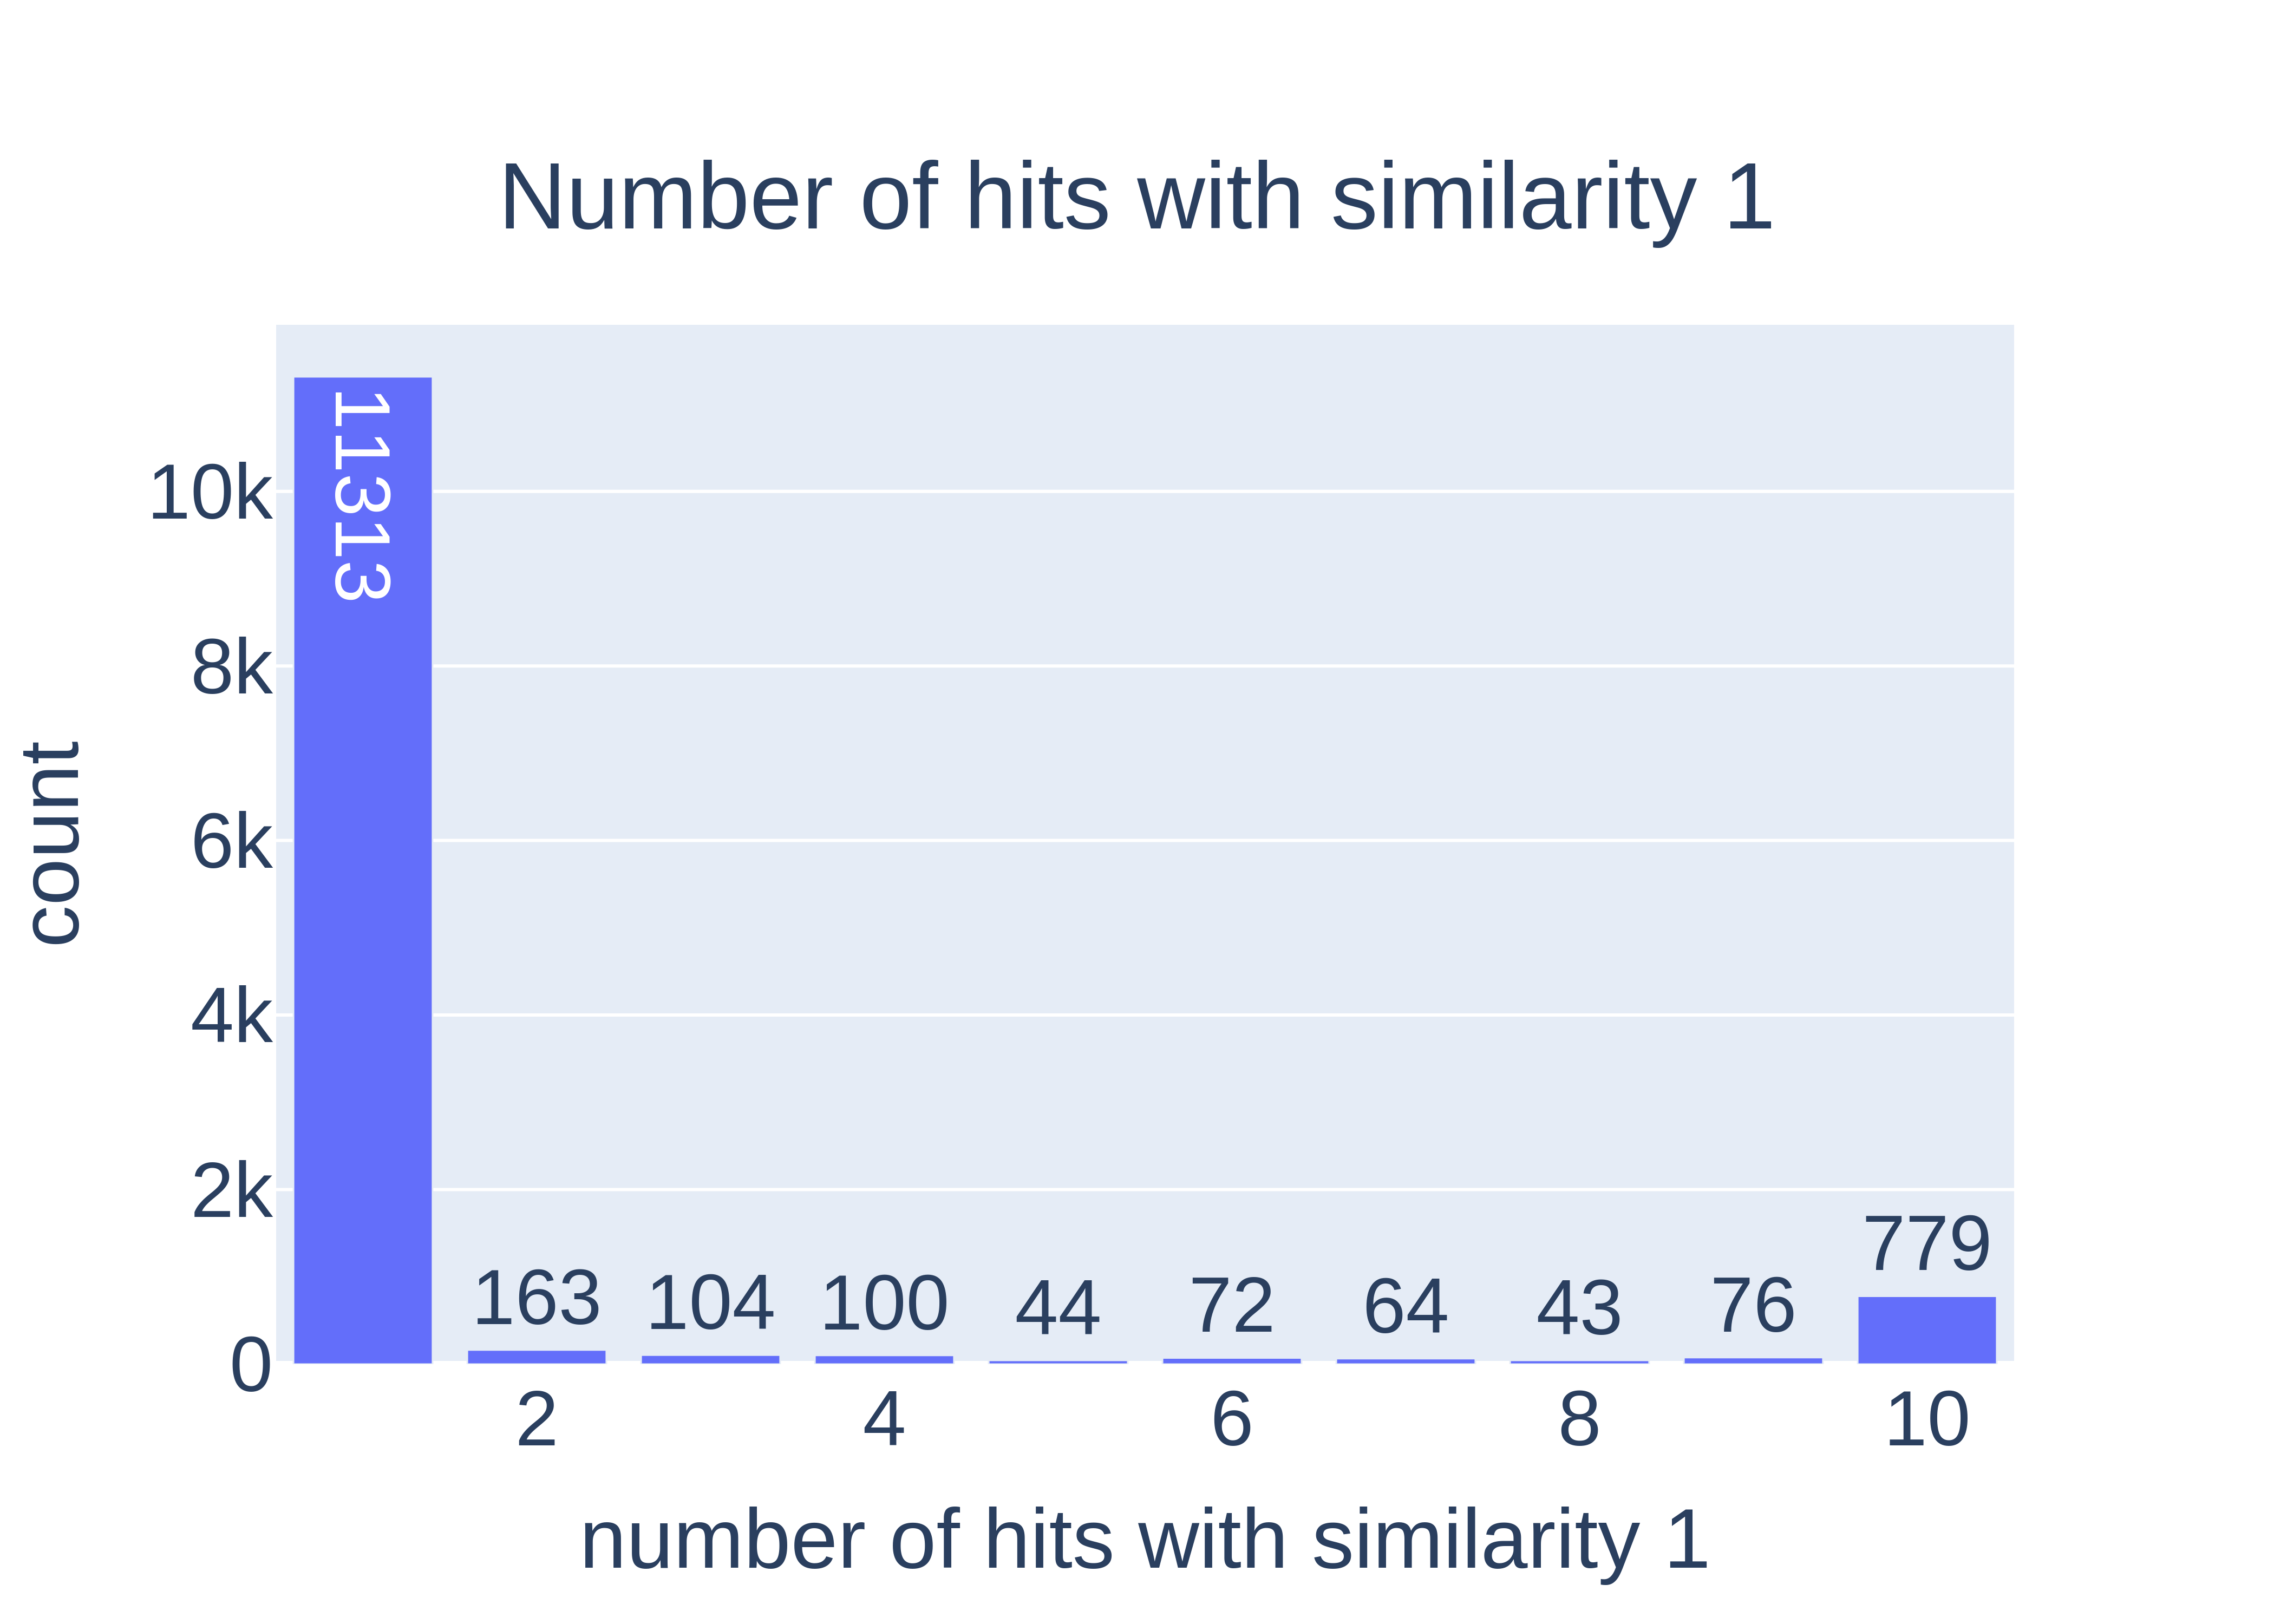 Number of hits with similarity 1
11313
10k
8k
6k
4k
2k
0
count
163
104
100
44
72
64
43
76
779
2
4
6
8
10
number of hits with similarity 1